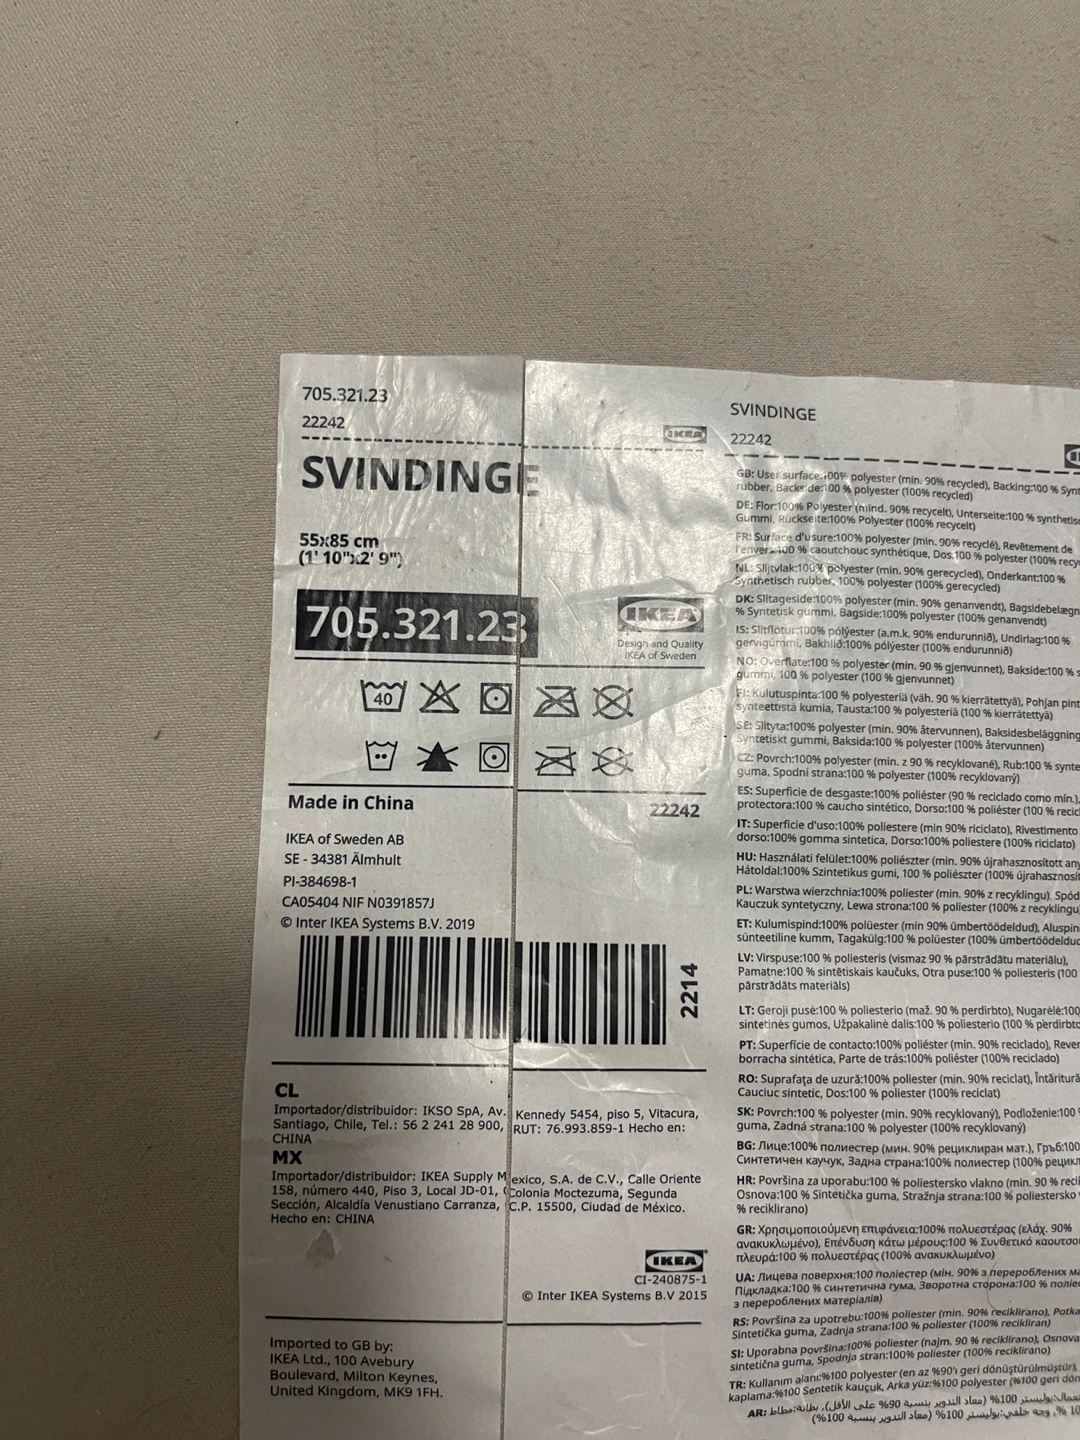 705.321.23
22242
IKEA
SVINDINGE
55x85 cm
(1' 10"x2' 9")
705.321.23
IKEA
Design and Quality
IKEA of Sweden
40
Made in China
22242
IKEA of Sweden AB
SE - 34381 Älmhult
PI-384698-1
CA05404 NIF N0391857J
© Inter IKEA Systems B.V. 2019
2214
CL
Importador/distribuidor: IKSO SpA, Av. Kennedy 5454, piso 5, Vitacura,
Santiago, Chile, Tel.: 56 2 241 28 900, RUT: 76.993.859-1 Hecho en:
CHINA
MX
Importador/distribuidor: IKEA Supply Mexico, S.A. de C.V., Calle Oriente
158, número 440, Piso 3, Local JD-01, Colonia Moctezuma, Segunda
Sección, Alcaldía Venustiano Carranza, C.P. 15500, Ciudad de México.
Hecho en: CHINA
IKEA
CI-240875-1
© Inter IKEA Systems B.V 2015
Imported to GB by:
IKEA Ltd., 100 Avebury
Boulevard, Milton Keynes,
United Kingdom, MK9 1FH.
SVINDINGE
22242
GB: User surface:100% polyester (min. 90% recycled), Backing:100 %
rubber, Backside:100 % polyester (100% recycled)
DE: Flor:100% Polyester (mind. 90% recycelt), Unterseite:100 %
Gummi, Rückseite:100% Polyester (100% recycelt)
FR: Surface d'usure:100% polyester (min. 90% recyclé), Revêtement de
l'envers:100 % caoutchouc synthétique, Dos:100 % polyester (100%
NL: Slijtvlak:100% polyester (min. 90% gerecycled), Onderkant:100 %
Synthetisch rubber, 100% polyester (100% gerecycled)
DK: Slitageside:100% polyester (min. 90% genanvendt),
% Syntetisk gummi, Bagside:100% polyester (100% genanvendt)
IS: Slitflötur:100% pólýester (a.m.k. 90% endurunnið), Undirlag:100 %
gervigúmmí, Bakhlið:100% pólýester (100% endurunnið)
NO: Overflate:100 % polyester (min. 90 % gjenvunnet), Bakside:100 %
gummi, 100 % polyester (100 % gjenvunnet)
FI: Kulutuspinta:100 % polyesteriä (väh. 90 % kierrätettyä), Pohjan
synteettistä kumia, Tausta:100 % polyesteriä (100 % kierrätettyä)
SE: Slityta:100% polyester (min. 90% återvunnen),
Syntetiskt gummi, Baksida:100 % polyester (100% återvunnen)
CZ: Povrch:100% polyester (min. z 90 % recyklované), Rub:100 %
guma, Spodní strana:100 % polyester (100% recyklovaný)
ES: Superficie de desgaste:100% poliéster (90 % reciclado como mín.),
protectora:100 % caucho sintético, Dorso:100 % poliéster (100 %
IT: Superficie d'uso:100% poliestere (min 90% riciclato), Rivestimento
dorso:100% gomma sintetica, Dorso:100% poliestere (100% riciclato)
HU: Használati felület:100% poliészter (min. 90% újrahasznosított
Hátoldal:100% Szintetikus gumi, 100 % poliészter (100%
PL: Warstwa wierzchnia:100% poliester (min. 90% z recyklingu),
Kauczuk syntetyczny, Lewa strona:100 % poliester (100% z recyklingu
ET: Kulumispind:100% polüester (min 90% ümbertöödeldud),
sünteetiline kumm, Tagakülg:100 % polüester (100%
LV: Virspuse:100 % poliesteris (vismaz 90 % pārstrādātu materiālu),
Pamatne:100 % sintētiskais kaučuks, Otra puse:100 % poliesteris (100
pārstrādāts materiāls)
LT: Geroji pusė:100 % poliesterio (maž. 90 % perdirbto), Nugarėlė:100
sintetinės gumos, Užpakalinė dalis:100 % poliesterio (100 % perdirbto
PT: Superfície de contacto:100% poliéster (min. 90% reciclado),
borracha sintética, Parte de trás:100% poliéster (100% reciclado)
RO: Suprafaţa de uzură:100% poliester (min. 90% reciclat),
Cauciuc sintetic, Dos:100 % poliester (100% reciclat)
SK: Povrch:100 % polyester (min. 90% recyklovaný), Podloženie:100 %
guma, Zadná strana:100 % polyester (100% recyklovaný)
BG: Лице:100% полиестер (мин. 90% рециклиран мат.), Гръб:100
Синтетичен каучук, Задна страна:100% полиестер (100%
HR: Površina za uporabu:100 % poliestersko vlakno (min. 90 %
Osnova:100 % Sintetička guma, Stražnja strana:100 % poliestersko
% reciklirano)
GR: Χρησιμοποιούμενη επιφάνεια:100% πολυεστέρας (ελάχ. 90%
ανακυκλωμένο), Επένδυση κάτω μέρους:100 % Συνθετικό
πλευρά:100 % πολυεστέρας (100% ανακυκλωμένο)
UA: Лицева поверхня:100 поліестер (мін. 90% з перероблених
Підкладка:100 % синтетична гума, Зворотна сторона:100 %
з перероблених матеріалів)
RS: Površina za upotrebu:100% poliester (min. 90% reciklirano),
Sintetička guma, Zadnja strana:100 % poliester (100% recikliran)
SI: Uporabna površina:100% poliester (najm. 90 % reciklirano), Osnova
sintetična guma, Spodnja stran:100% poliester (100% reciklirano)
TR: Kullanım alanı:%100 polyester (en az %90'ı geri dönüştürülmüştür),
kaplama:%100 Sentetik kauçuk, Arka yüz:%100 polyester (%100 geri
AR: بوليستر 100% (معاد التدوير بنسبة 90% على الأقل)، بطانة:مطاط
%، وجه خلفي:بوليستر 100% (معاد التدوير بنسبة 100%)